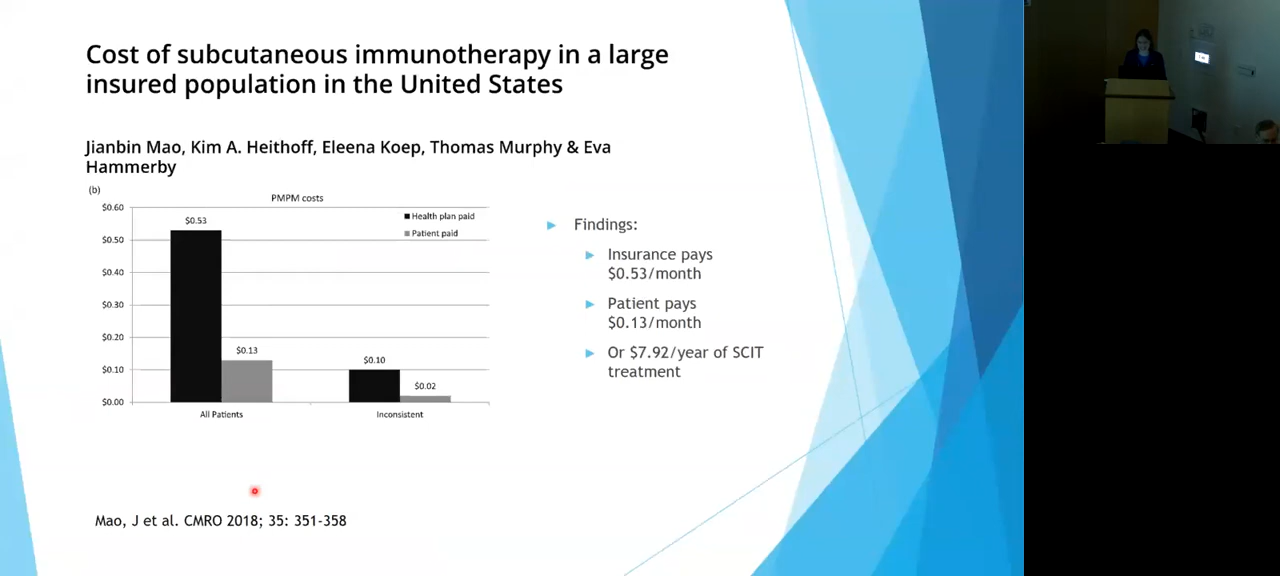 Cost of subcutaneous immunotherapy in a large
insured population in the United States
Jianbin Mao, Kim A. Heithoff, Eleena Koep, Thomas Murphy & Eva
Hammerby
(b)
PMPM costs
$0.60
$0.50
$0.40
$0.30
$0.20
$0.10
$0.00
$0.53
$0.13
$0.10
$0.02
Health plan paid
Patient paid
All Patients
Inconsistent
Findings:
Insurance pays
$0.53/month
Patient pays
$0.13/month
Or $7.92/year of SCIT
treatment
Mao, J et al. CMRO 2018; 35: 351-358